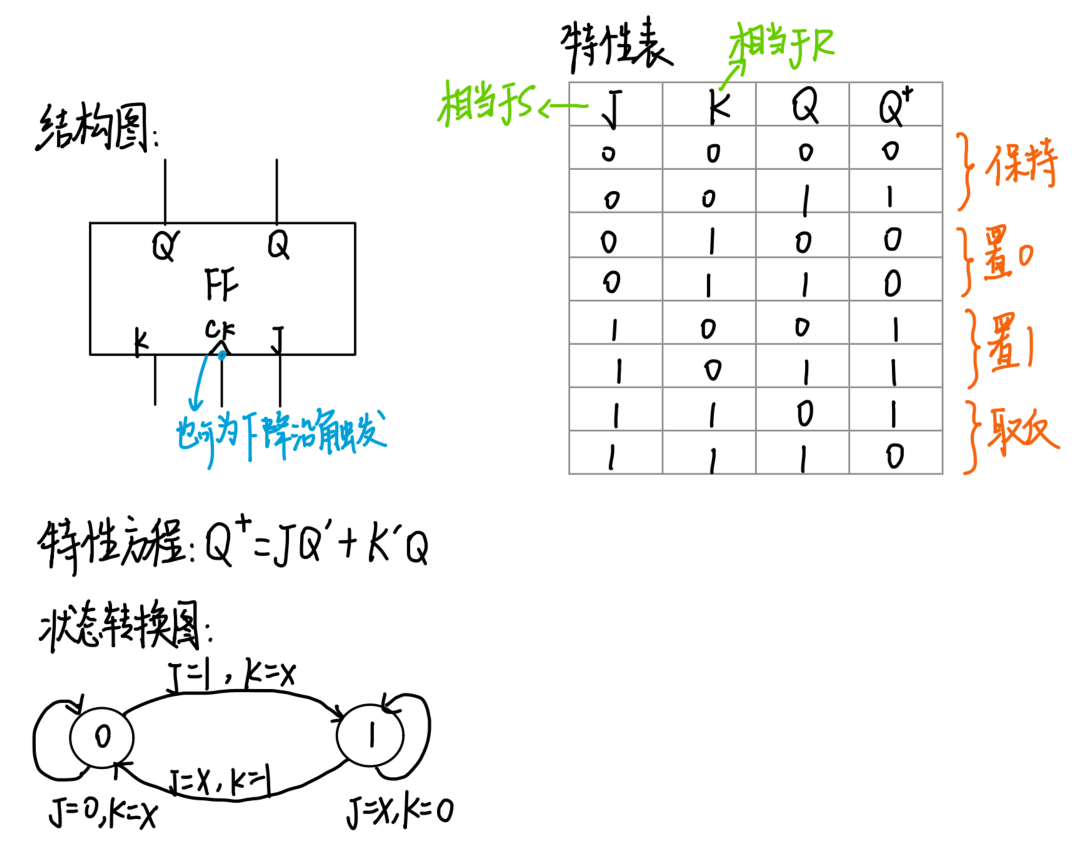 特性表
相当于R
相当于S
结构图:
Q' Q
FF
K CK J
也可为下降沿触发
J K Q Q⁺
0 0 0 0
0 0 1 1
保持
0 1 0 0
0 1 1 0
置0
1 0 0 1
1 0 1 1
置1
1 1 0 1
1 1 1 0
取反
特性方程: Q⁺=JQ'+K'Q
状态转换图:
J=1, K=X
0
1
J=X, K=1
J=0, K=X
J=X, K=0